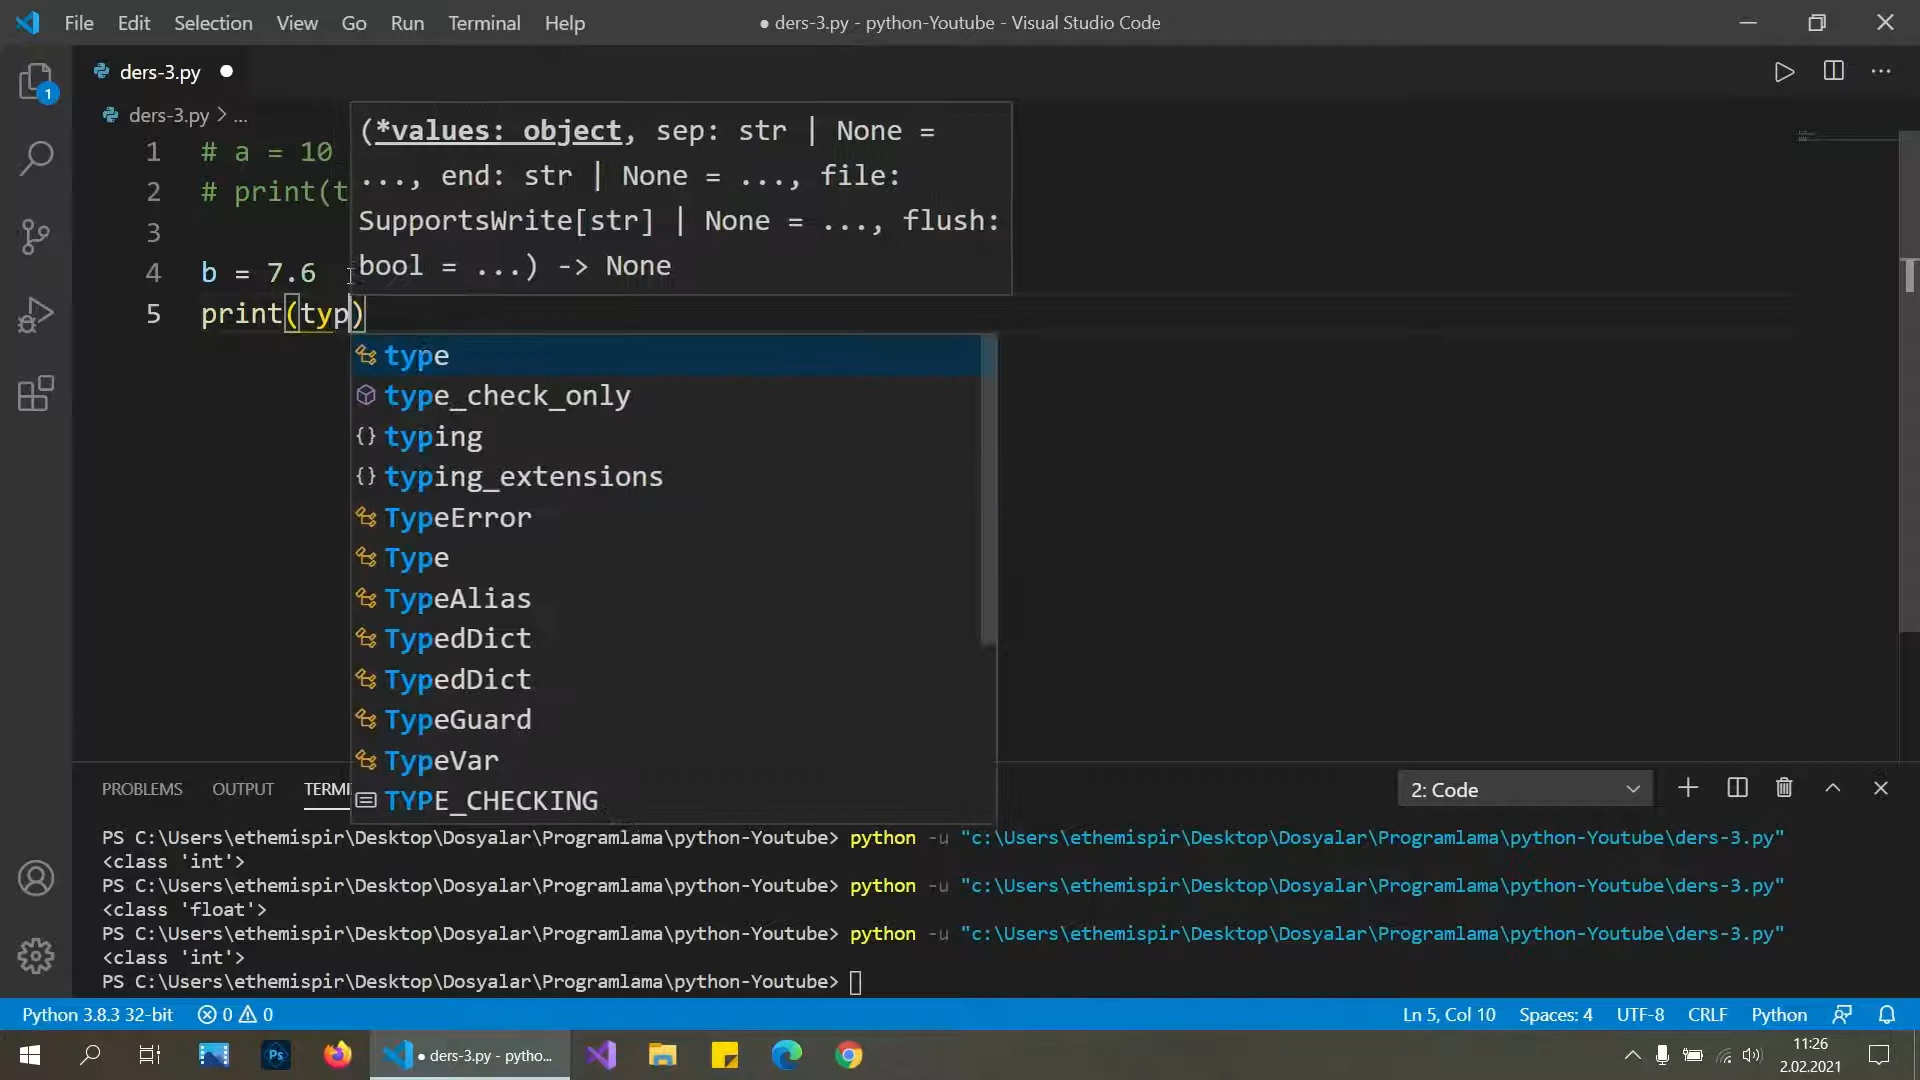 File Edit Selection View Go Run Terminal Help
● ders-3.py - python-Youtube - Visual Studio Code
ders-3.py ●
ders-3.py > ...
1 # a = 10
2 # print(t
3
4 b = 7.6
5 print(typ)
(*values: object, sep: str | None =
..., end: str | None = ..., file:
SupportsWrite[str] | None = ..., flush:
bool = ...) -> None
type
type_check_only
typing
typing_extensions
TypeError
Type
TypeAlias
TypedDict
TypedDict
TypeGuard
TypeVar
TYPE_CHECKING
1
PROBLEMS OUTPUT TERMI
2: Code
PS C:\Users\ethemispir\Desktop\Dosyalar\Programlama\python-Youtube> python -u "c:\Users\ethemispir\Desktop\Dosyalar\Programlama\python-Youtube\ders-3.py"
<class 'int'>
PS C:\Users\ethemispir\Desktop\Dosyalar\Programlama\python-Youtube> python -u "c:\Users\ethemispir\Desktop\Dosyalar\Programlama\python-Youtube\ders-3.py"
<class 'float'>
PS C:\Users\ethemispir\Desktop\Dosyalar\Programlama\python-Youtube> python -u "c:\Users\ethemispir\Desktop\Dosyalar\Programlama\python-Youtube\ders-3.py"
<class 'int'>
PS C:\Users\ethemispir\Desktop\Dosyalar\Programlama\python-Youtube>
Python 3.8.3 32-bit 0 0
Ln 5, Col 10 Spaces: 4 UTF-8 CRLF Python
Ps
● ders-3.py - pytho...
11:26
2.02.2021